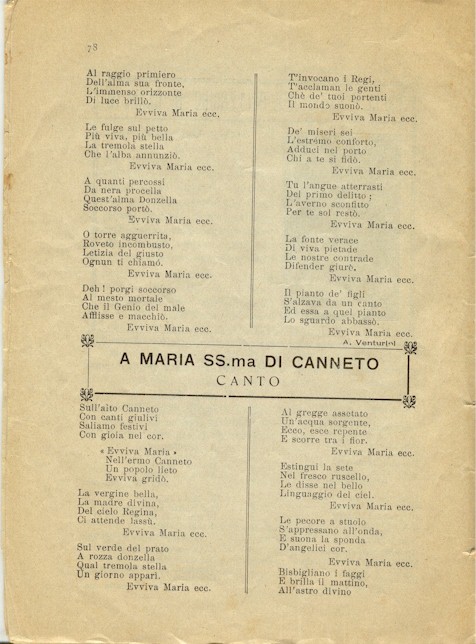 78
Al raggio primiero
Dell'alma sua fronte,
L'immenso orizzonte
Di luce brillò.
Evviva Maria ecc.
Le fulge sul petto
Più viva, più bella
La tremola stella
Che l'alba annunziò.
Evviva Maria ecc.
A quanti percossi
Da nera procella
Quest'alma Donzella
Soccorso portò.
Evviva Maria ecc.
O torre agguerrita,
Roveto incombusto,
Letizia del giusto
Ognun ti chiamò.
Evviva Maria ecc.
Deh! porgi soccorso
Al mesto mortale
Che il Genio del male
Afflisse e macchiò.
Evviva Maria ecc.
T'invocano i Regi,
T'acclaman le genti
Chè de' tuoi portenti
Il mondo suonò.
Evviva Maria ecc.
De' miseri sei
L'estremo conforto,
Adduci nel porto
Chi a te si fidò.
Evviva Maria ecc.
Tu l'angue atterrasti
Del primo delitto;
L'averno sconfitto
Per te sol restò.
Evviva Maria ecc.
La fonte verace
Di viva pietade
Le nostre contrade
Difender giurò.
Evviva Maria ecc.
Il pianto de' figli
S'alzava da un canto
Ed essa a quel pianto
Lo sguardo abbassò.
Evviva Maria ecc.
A. Venturini
A MARIA SS.ma DI CANNETO
CANTO
Sull'alto Canneto
Con canti giulivi
Saliamo festivi
Con gioia nel cor.
« Evviva Maria »
Nell'ermo Canneto
Un popolo lieto
Evviva gridò.
La vergine bella,
La madre divina,
Del cielo Regina,
Ci attende lassù.
Evviva Maria ecc.
Sul verde del prato
A rozza donzella
Qual tremola stella
Un giorno apparì.
Evviva Maria ecc.
Al gregge assetato
Un'acqua sorgente,
Ecco, esce repente
E scorre tra i fior.
Evviva Maria ecc.
Estingui la sete
Nel fresco ruscello,
Le disse nel bello
Linguaggio del ciel.
Evviva Maria ecc.
Le pecore a stuolo
S'appressano all'onda,
E suona la sponda
D'angelici cor.
Evviva Maria ecc.
Bisbigliano i faggi
E brilla il mattino,
All'astro divino